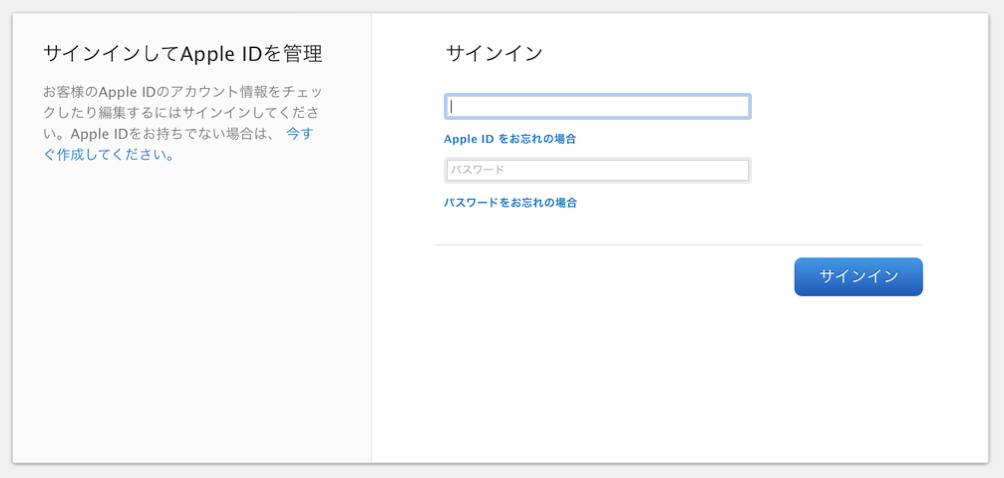 サインインしてApple IDを管理
お客様のApple IDのアカウント情報をチェッ
クしたり編集するにはサインインしてくださ
い。Apple IDをお持ちでない場合は、 今す
ぐ作成してください。
サインイン
Apple ID をお忘れの場合
パスワード
パスワードをお忘れの場合
サインイン